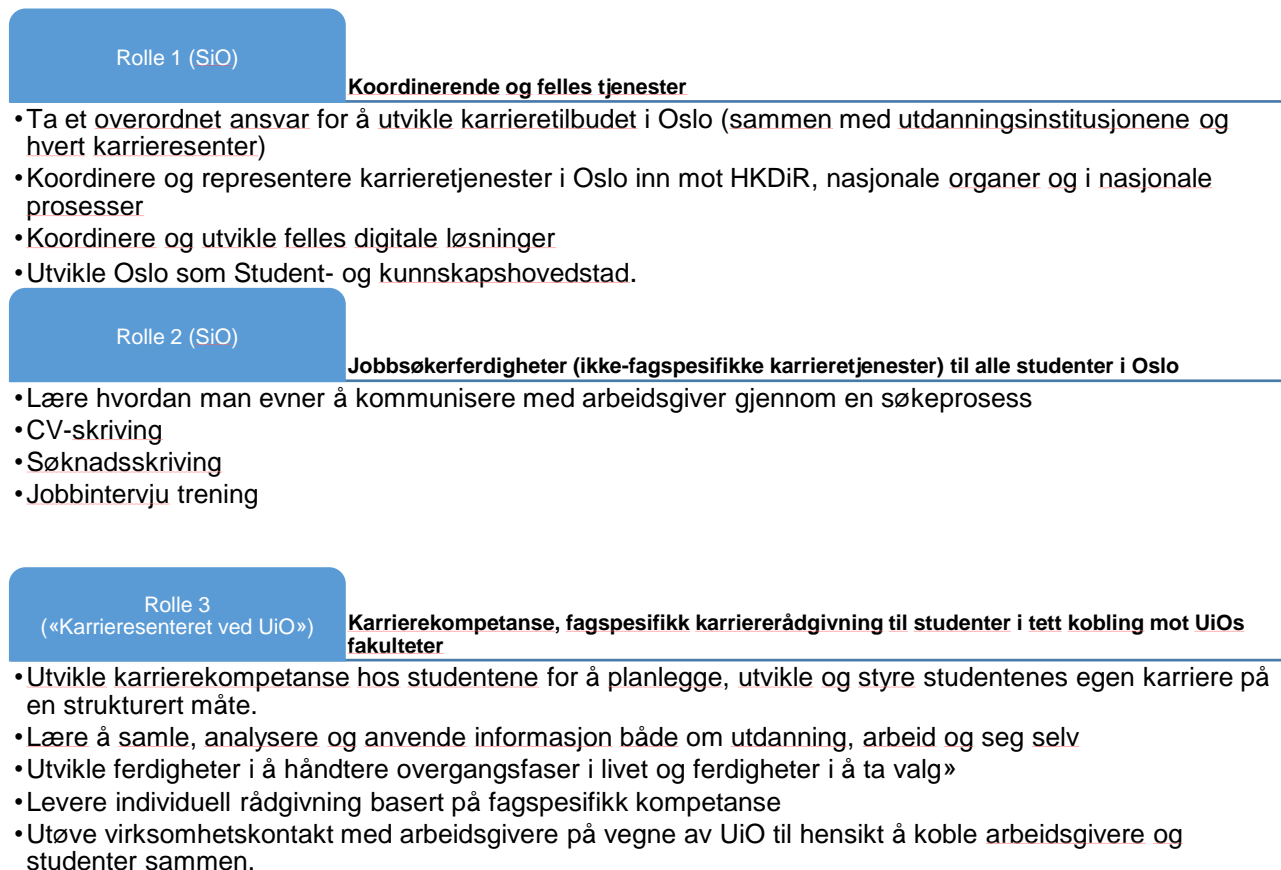 Rolle 1 (SiO)
Koordinerende og felles tjenester
•Ta et overordnet ansvar for å utvikle karrieretilbudet i Oslo (sammen med utdanningsinstitusjonene og
hvert karrieresenter)
•Koordinere og representere karrieretjenester i Oslo inn mot HKDiR, nasjonale organer og i nasjonale
prosesser
•Koordinere og utvikle felles digitale løsninger
•Utvikle Oslo som Student- og kunnskapshovedstad.
Rolle 2 (SiO)
Jobbsøkerferdigheter (ikke-fagspesifikke karrieretjenester) til alle studenter i Oslo
•Lære hvordan man evner å kommunisere med arbeidsgiver gjennom en søkeprosess
•CV-skriving
•Søknadsskriving
•Jobbintervju trening
Rolle 3
(«Karrieresenteret ved UiO»)
Karrierekompetanse, fagspesifikk karriererådgivning til studenter i tett kobling mot UiOs
fakulteter
•Utvikle karrierekompetanse hos studentene for å planlegge, utvikle og styre studentenes egen karriere på
en strukturert måte.
•Lære å samle, analysere og anvende informasjon både om utdanning, arbeid og seg selv
•Utvikle ferdigheter i å håndtere overgangsfaser i livet og ferdigheter i å ta valg»
•Levere individuell rådgivning basert på fagspesifikk kompetanse
•Utøve virksomhetskontakt med arbeidsgivere på vegne av UiO til hensikt å koble arbeidsgivere og
studenter sammen.